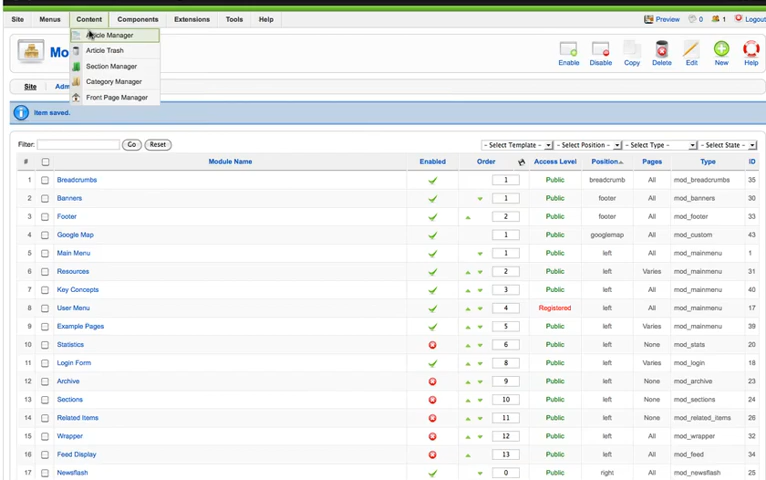 Site Menus Content Components Extensions Tools Help Preview 0 1 Logout
Article Manager
Article Trash
Section Manager
Category Manager
Front Page Manager
Mo
Enable Disable Copy Delete Edit New Help
Site Adm
Item saved.
Filter: Go Reset - Select Template - - Select Position - - Select Type - - Select State -
# Module Name Enabled Order Access Level Position Pages Type ID
1 Breadcrumbs 1 Public breadcrumb All mod_breadcrumbs 35
2 Banners 1 Public footer All mod_banners 30
3 Footer 2 Public footer All mod_footer 33
4 Google Map 1 Public googlemap All mod_custom 43
5 Main Menu 1 Public left All mod_mainmenu 1
6 Resources 2 Public left Varies mod_mainmenu 31
7 Key Concepts 3 Public left All mod_mainmenu 40
8 User Menu 4 Registered left All mod_mainmenu 17
9 Example Pages 5 Public left Varies mod_mainmenu 39
10 Statistics 6 Public left None mod_stats 20
11 Login Form 8 Public left Varies mod_login 18
12 Archive 9 Public left None mod_archive 23
13 Sections 10 Public left None mod_sections 24
14 Related Items 11 Public left None mod_related_items 26
15 Wrapper 12 Public left All mod_wrapper 32
16 Feed Display 13 Public left All mod_feed 34
17 Newsflash 0 Public right All mod_newsflash 25